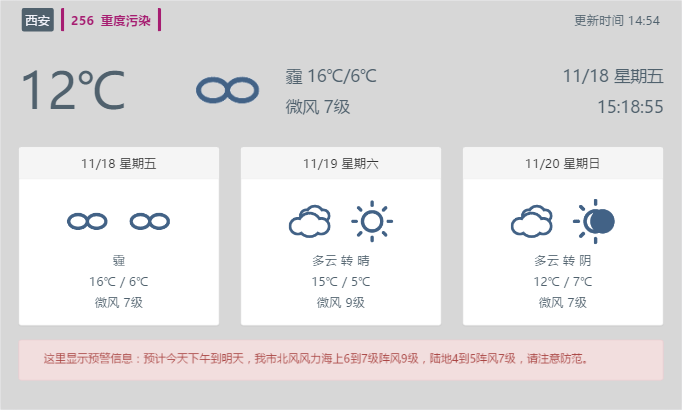 西安 256 重度污染 更新时间 14:54
12℃ 霾 16℃/6℃ 11/18 星期五
微风 7级 15:18:55
11/18 星期五 11/19 星期六 11/20 星期日
霾 多云 转 晴 多云 转 阴
16℃ / 6℃ 15℃ / 5℃ 12℃ / 7℃
微风 7级 微风 9级 微风 7级
这里显示预警信息：预计今天下午到明天，我市北风风力海上6到7级阵风9级，陆地4到5阵风7级，请注意防范。